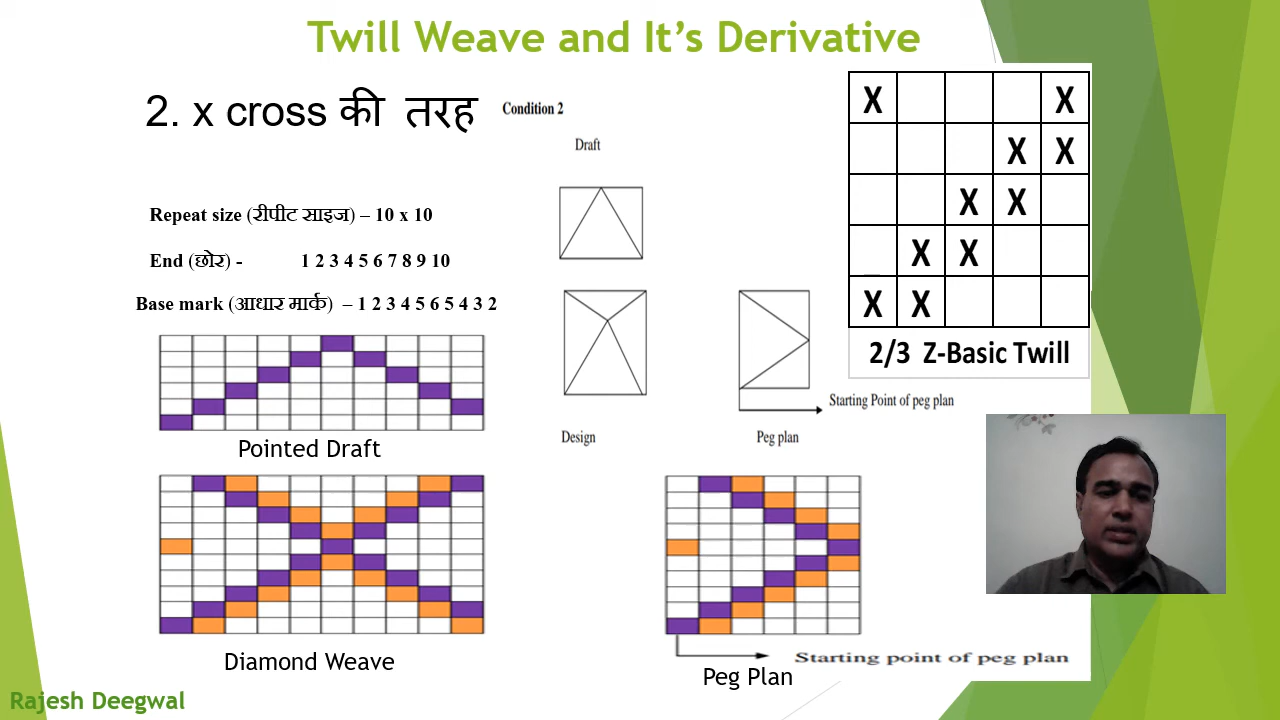 Twill Weave and It’s Derivative
2. x cross की तरह
Condition 2
Draft
Repeat size (रीपीट साइज) – 10 x 10
End (छोर) - 1 2 3 4 5 6 7 8 9 10
Base mark (आधार मार्क) – 1 2 3 4 5 6 5 4 3 2
Pointed Draft
Design
Peg plan
Starting Point of peg plan
X X
X X
X X
X X
X X
2/3 Z-Basic Twill
Diamond Weave
Peg Plan
Starting point of peg plan
Rajesh Deegwal